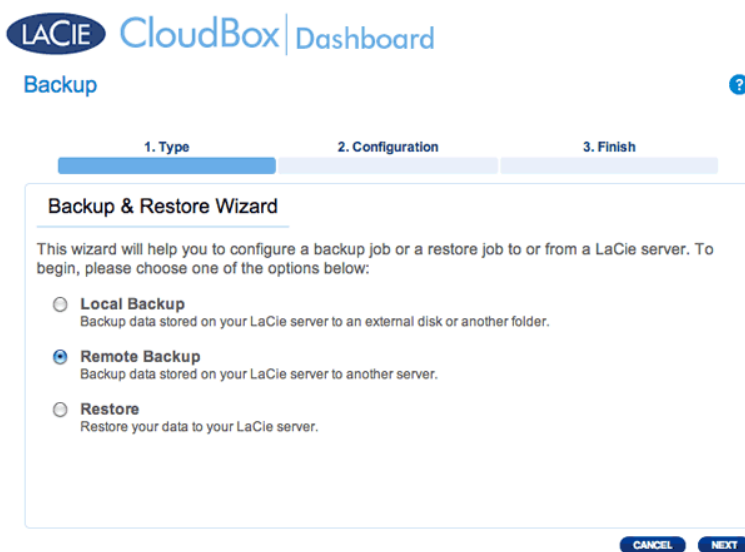 LACIE CloudBox Dashboard
Backup
?
1. Type 2. Configuration 3. Finish
Backup & Restore Wizard
This wizard will help you to configure a backup job or a restore job to or from a LaCie server. To
begin, please choose one of the options below:
Local Backup
Backup data stored on your LaCie server to an external disk or another folder.
Remote Backup
Backup data stored on your LaCie server to another server.
Restore
Restore your data to your LaCie server.
CANCEL NEXT